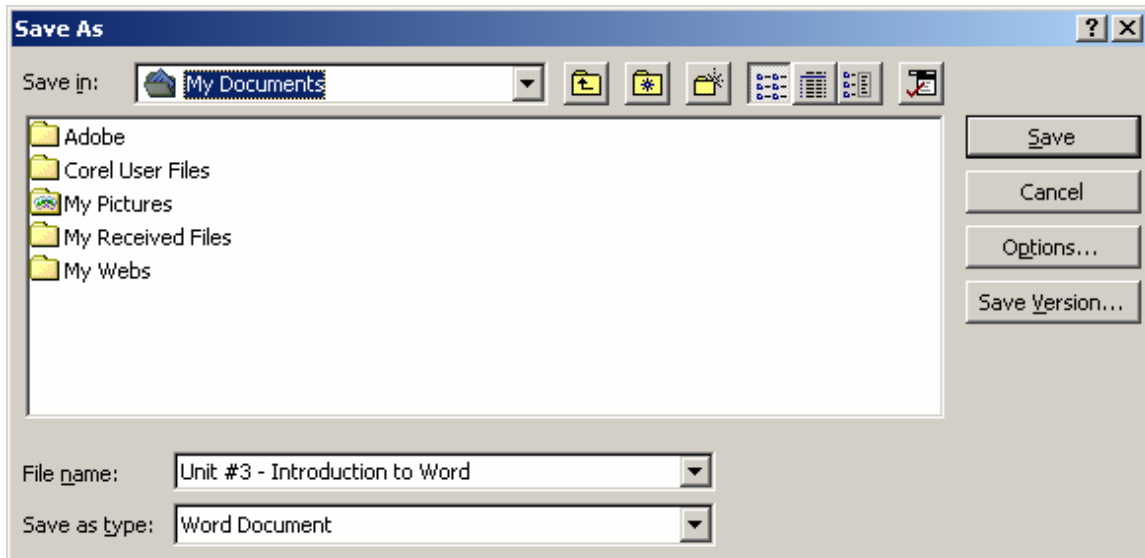 Save As
Save in: My Documents
Adobe
Corel User Files
My Pictures
My Received Files
My Webs
Save
Cancel
Options...
Save Version...
File name: Unit #3 - Introduction to Word
Save as type: Word Document